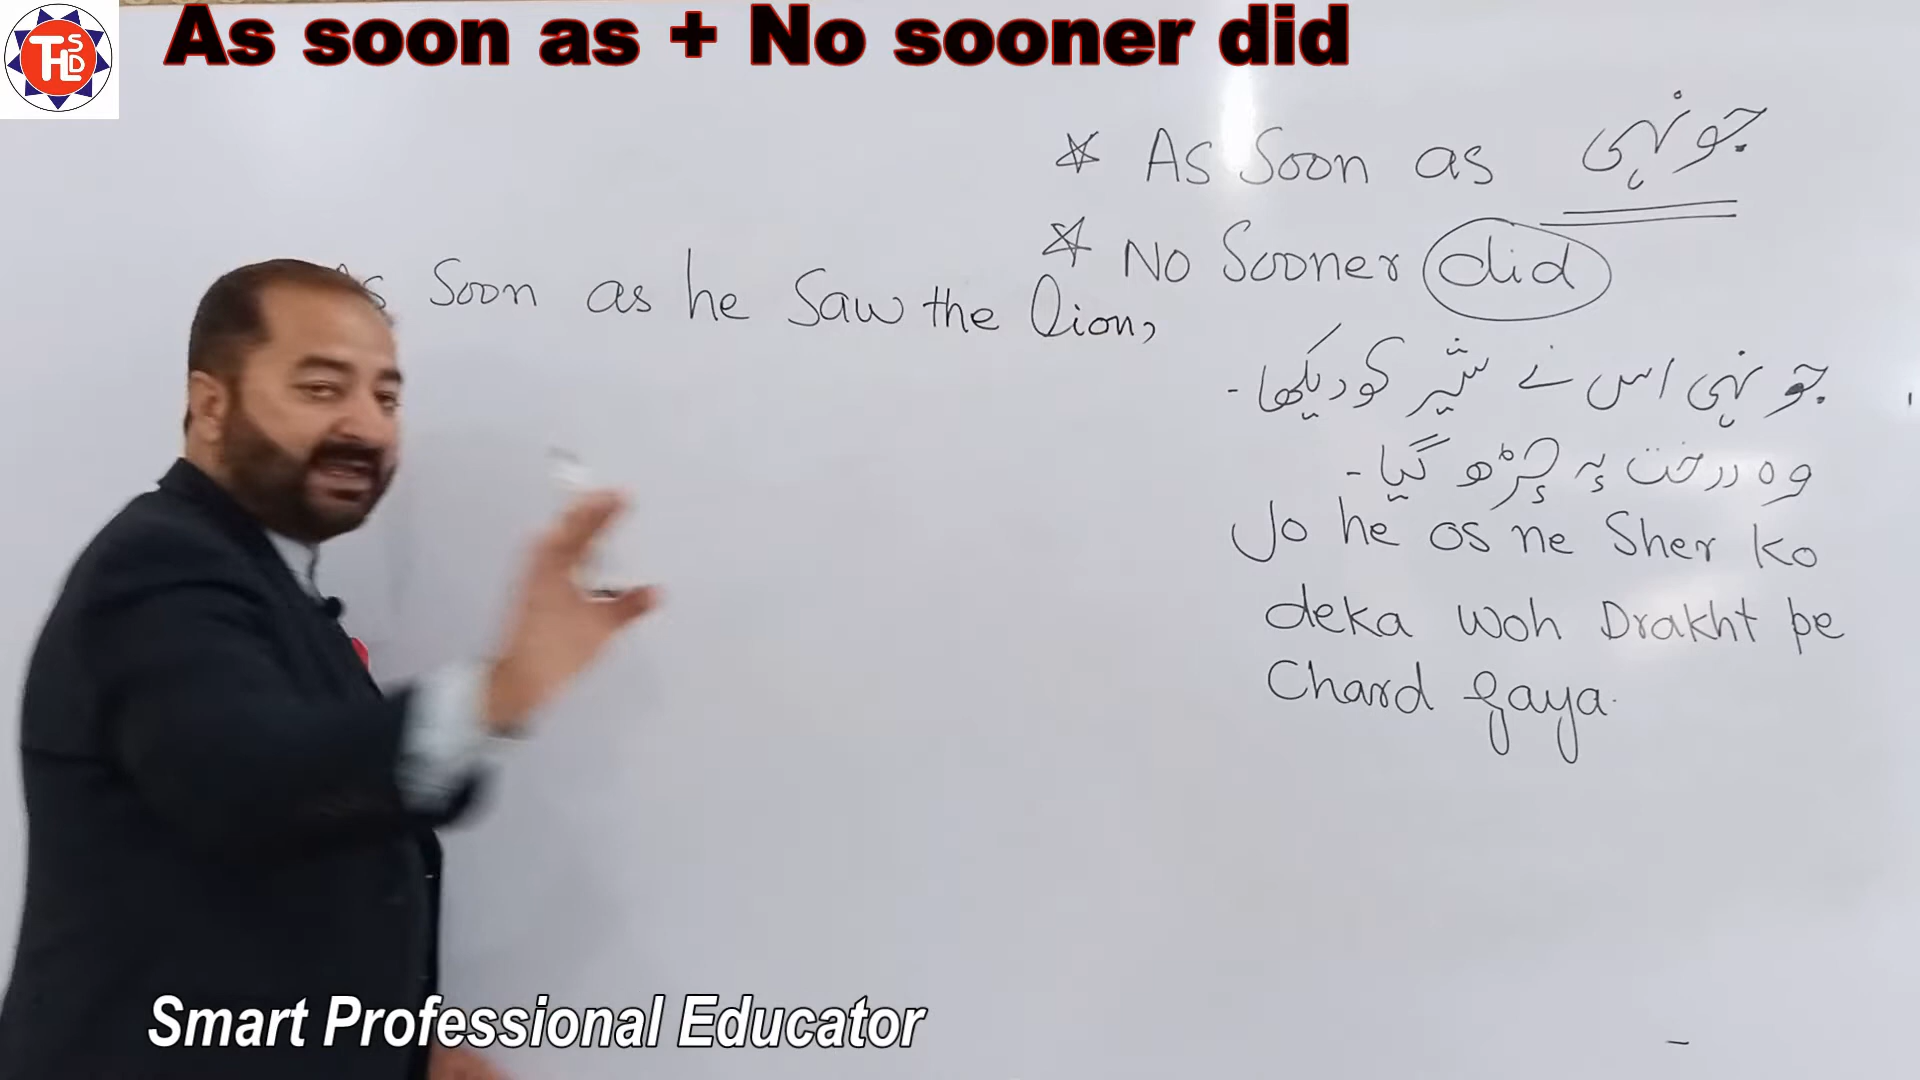 As soon as + No sooner did
THSLD
* As Soon as جونہی
* No Sooner did
Soon as he Saw the lion,
جونہی اس نے شیر کو دیکھا۔
وہ درخت پہ چڑھ گیا۔
Jo he os ne Sher ko
deka woh Drakht pe
Chard gaya.
Smart Professional Educator